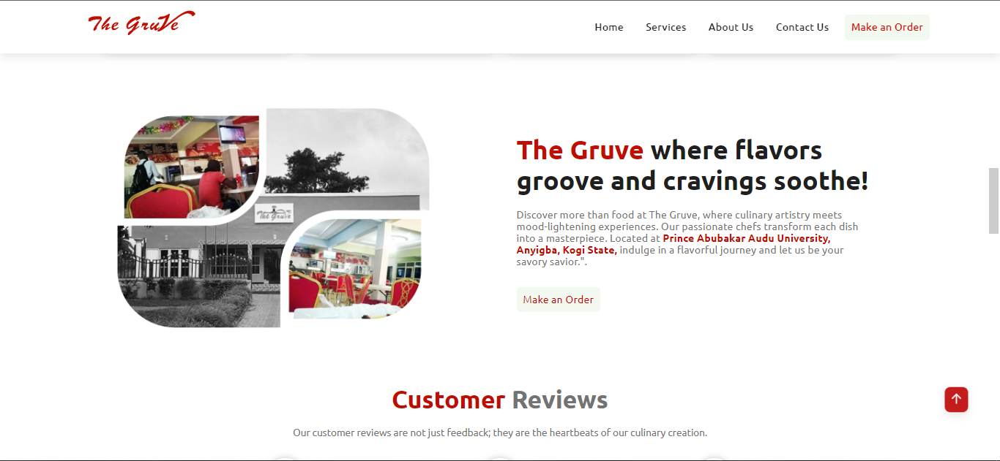 The Gruve
Home
Services
About Us
Contact Us
Make an Order
The Gruve where flavors
groove and cravings soothe!
Discover more than food at The Gruve, where culinary artistry meets
mood-lightening experiences. Our passionate chefs transform each dish
into a masterpiece. Located at Prince Abubakar Audu University,
Anyigba, Kogi State, indulge in a flavorful journey and let us be your
savory savior.".
The Gruve
Make an Order
Customer Reviews
Our customer reviews are not just feedback; they are the heartbeats of our culinary creation.